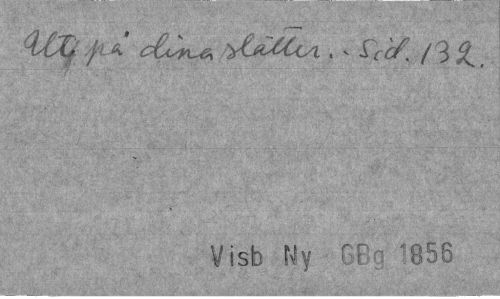 Ut på dina slätter. Sid. 132.
Visb Ny GBg 1856